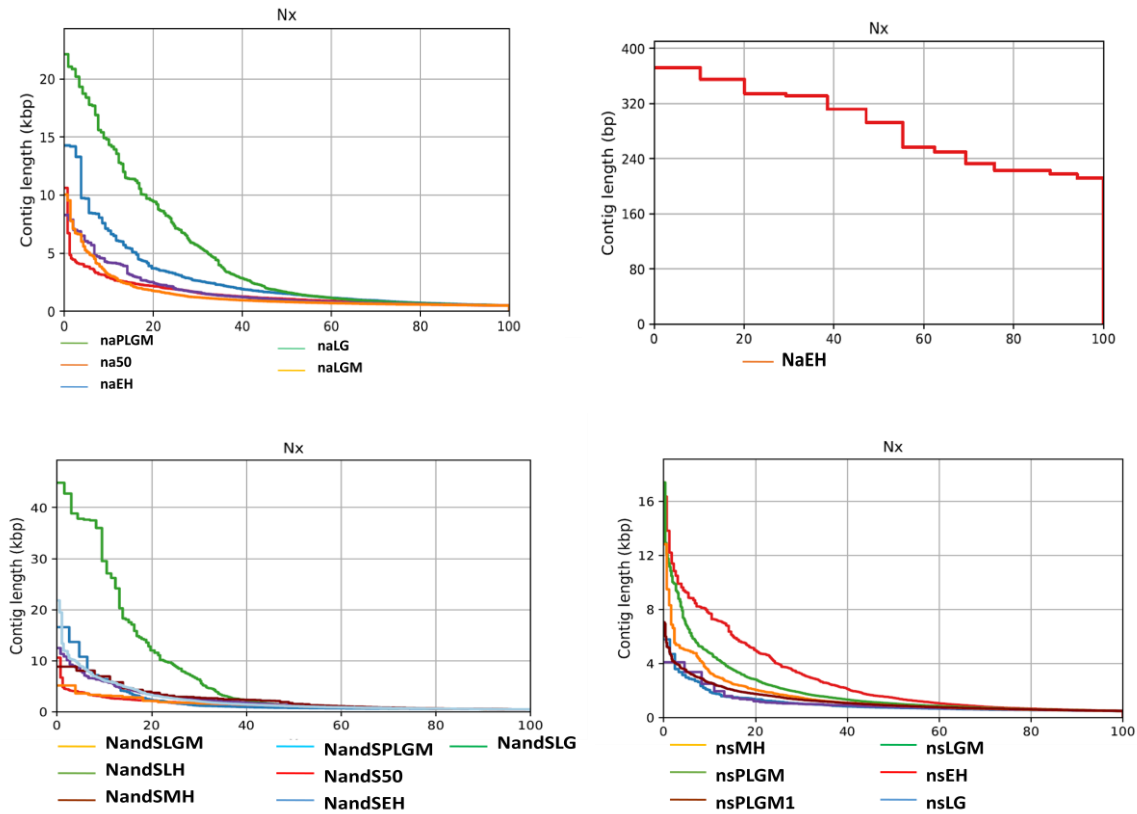 Nx
Contig length (kbp)
20
15
10
5
0
0 20 40 60 80 100
naPLGM naLG
na50 naLGM
naEH
Nx
Contig length (bp)
400
320
240
160
80
0
0 20 40 60 80 100
NaEH
Nx
Contig length (kbp)
40
30
20
10
0
0 20 40 60 80 100
NandSLGM NandSPLGM NandSLG
NandSLH NandS50
NandSMH NandSEH
Nx
Contig length (kbp)
16
12
8
4
0
0 20 40 60 80 100
nsMH nsLGM
nsPLGM nsEH
nsPLGM1 nsLG